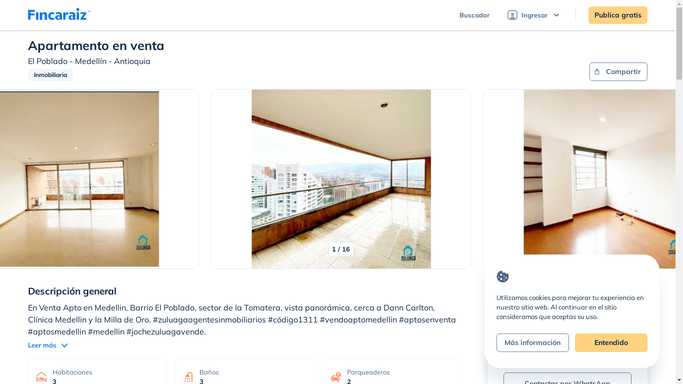 Fincaraiz
Buscador
Ingresar
Publica gratis
Apartamento en venta
El Poblado - Medellín - Antioquia
Inmobiliaria
Compartir
1 / 16
Descripción general
En Venta Apto en Medellin, Barrio El Poblado, sector de la Tomatera, vista panorámica, cerca a Dann Carlton,
Clínica Medellin y la Milla de Oro. #zuluagaagentesinmobiliarios #código1311 #vendoaptomedellin #aptosenventa
#aptosmedellin #medellin #jochezuluagavende.
Leer más
Habitaciones
3
Baños
3
Parqueaderos
2
Utilizamos cookies para mejorar tu experiencia en
nuestro sitio web. Al continuar en el sitio
consideramos que aceptas su uso.
Más información
Entendido
Contactar por WhatsApp